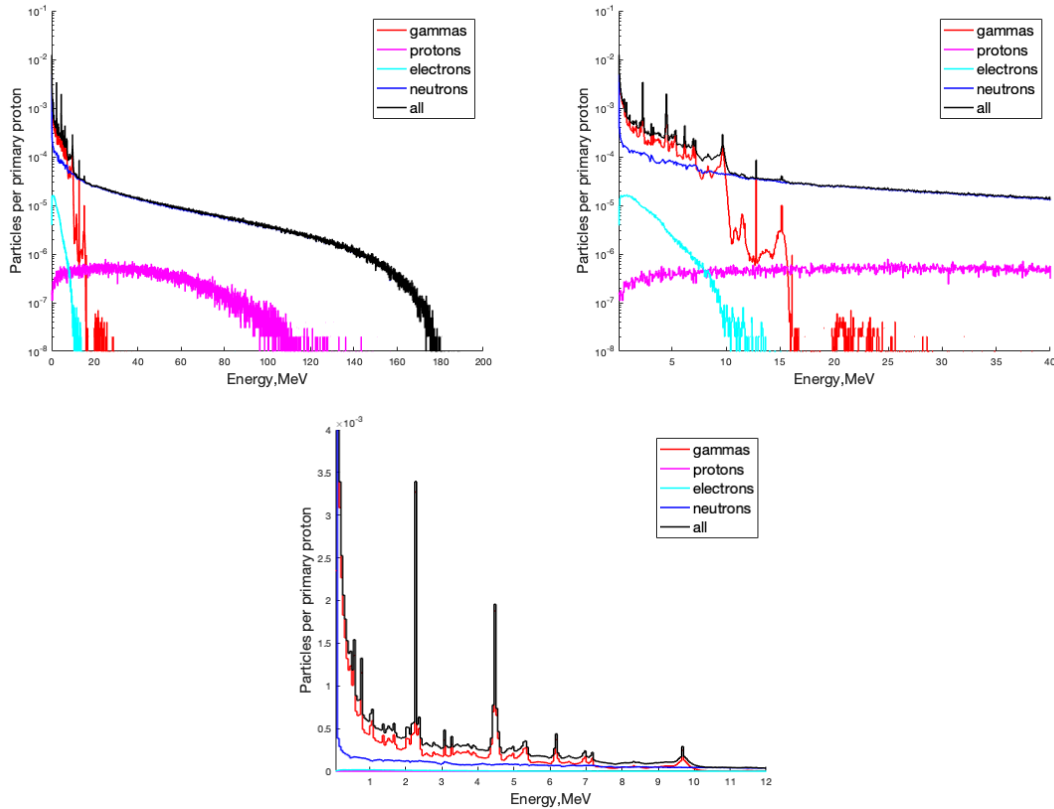 10-1
10-2
10-3
10-4
10-5
10-6
10-7
10-8
Particles per primary proton
0 20 40 60 80 100 120 140 160 180 200
Energy,MeV
gammas
protons
electrons
neutrons
all
10-1
10-2
10-3
10-4
10-5
10-6
10-7
10-8
Particles per primary proton
5 10 15 20 25 30 35 40
Energy,MeV
gammas
protons
electrons
neutrons
all
×10-3
4
3.5
3
2.5
2
1.5
1
0.5
0
Particles per primary proton
1 2 3 4 5 6 7 8 9 10 11 12
Energy,MeV
gammas
protons
electrons
neutrons
all